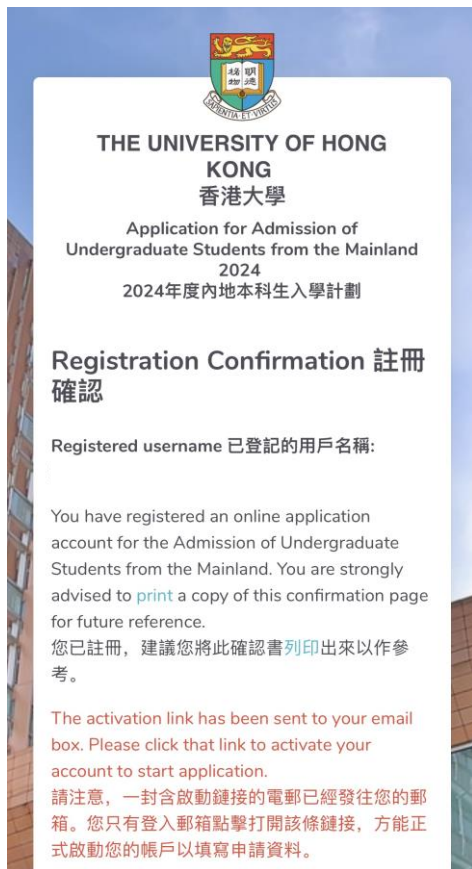 明德
格物
SAPIENTIA ET VIRTUS
THE UNIVERSITY OF HONG
KONG
香港大學
Application for Admission of
Undergraduate Students from the Mainland
2024
2024年度內地本科生入學計劃
Registration Confirmation 註冊
確認
Registered username 已登記的用戶名稱:
You have registered an online application
account for the Admission of Undergraduate
Students from the Mainland. You are strongly
advised to print a copy of this confirmation page
for future reference.
您已註冊，建議您將此確認書列印出來以作參
考。
The activation link has been sent to your email
box. Please click that link to activate your
account to start application.
請注意，一封含啟動鏈接的電郵已經發往您的郵
箱。您只有登入郵箱點擊打開該條鏈接，方能正
式啟動您的帳戶以填寫申請資料。